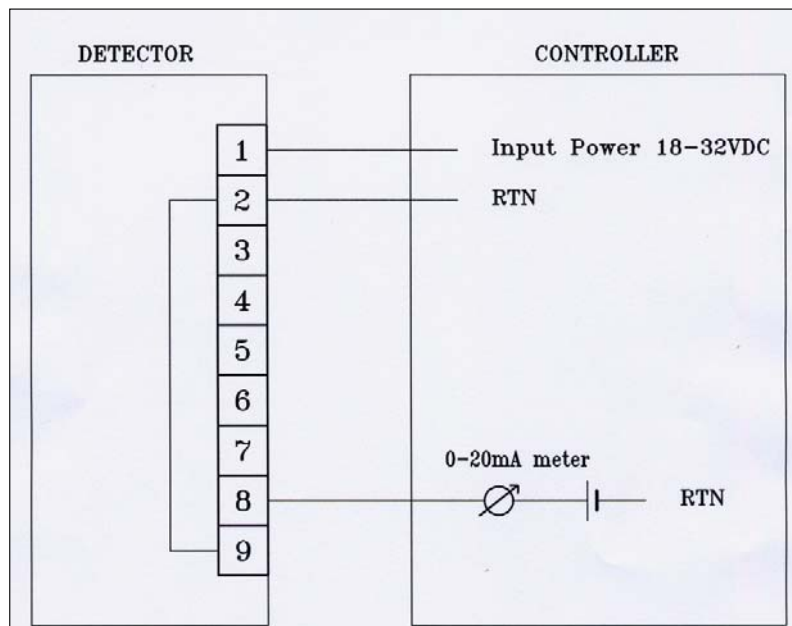 DETECTOR
CONTROLLER
1
Input Power 18-32VDC
2
RTN
3
4
5
6
7
0-20mA meter
8
RTN
9